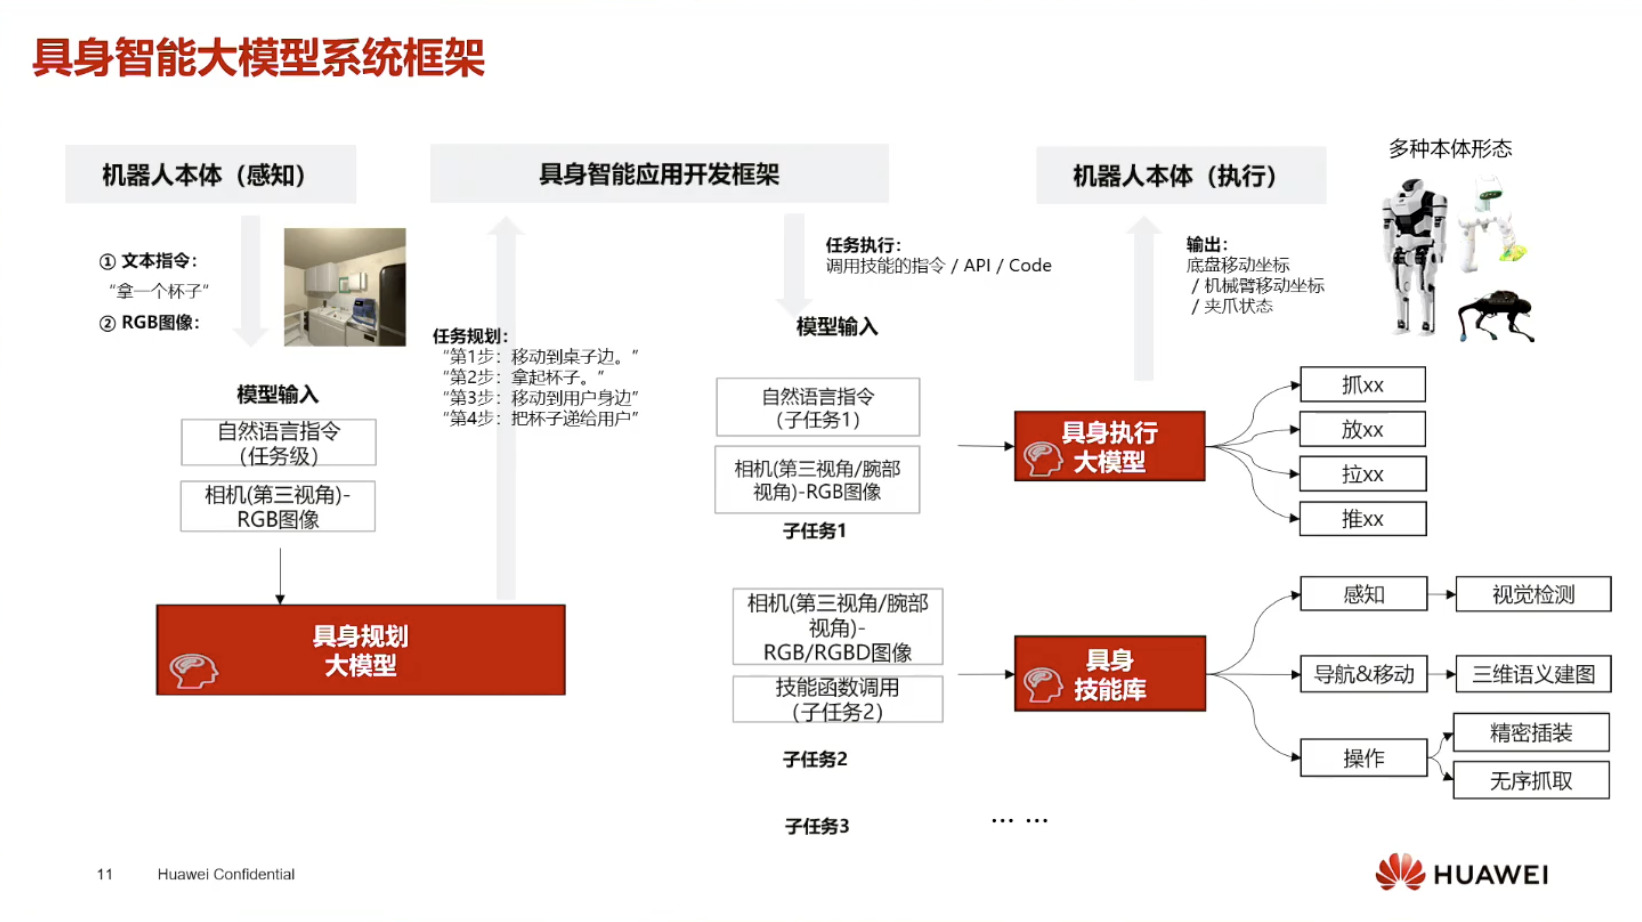 具身智能大模型系统框架
机器人本体（感知）
① 文本指令：
“拿一个杯子”
② RGB图像：
模型输入
自然语言指令
（任务级）
相机(第三视角)-
RGB图像
具身规划
大模型
具身智能应用开发框架
任务规划：
“第1步：移动到桌子边。”
“第2步：拿起杯子。”
“第3步：移动到用户身边”
“第4步：把杯子递给用户”
任务执行：
调用技能的指令 / API / Code
模型输入
自然语言指令
（子任务1）
相机(第三视角/腕部
视角)-RGB图像
子任务1
相机(第三视角/腕部
视角)-
RGB/RGBD图像
技能函数调用
（子任务2）
子任务2
子任务3
... ...
机器人本体（执行）
输出：
底盘移动坐标
/ 机械臂移动坐标
/ 夹爪状态
多种本体形态
具身执行
大模型
抓xx
放xx
拉xx
推xx
具身
技能库
感知
视觉检测
导航&移动
三维语义建图
操作
精密插装
无序抓取
11
Huawei Confidential
HUAWEI